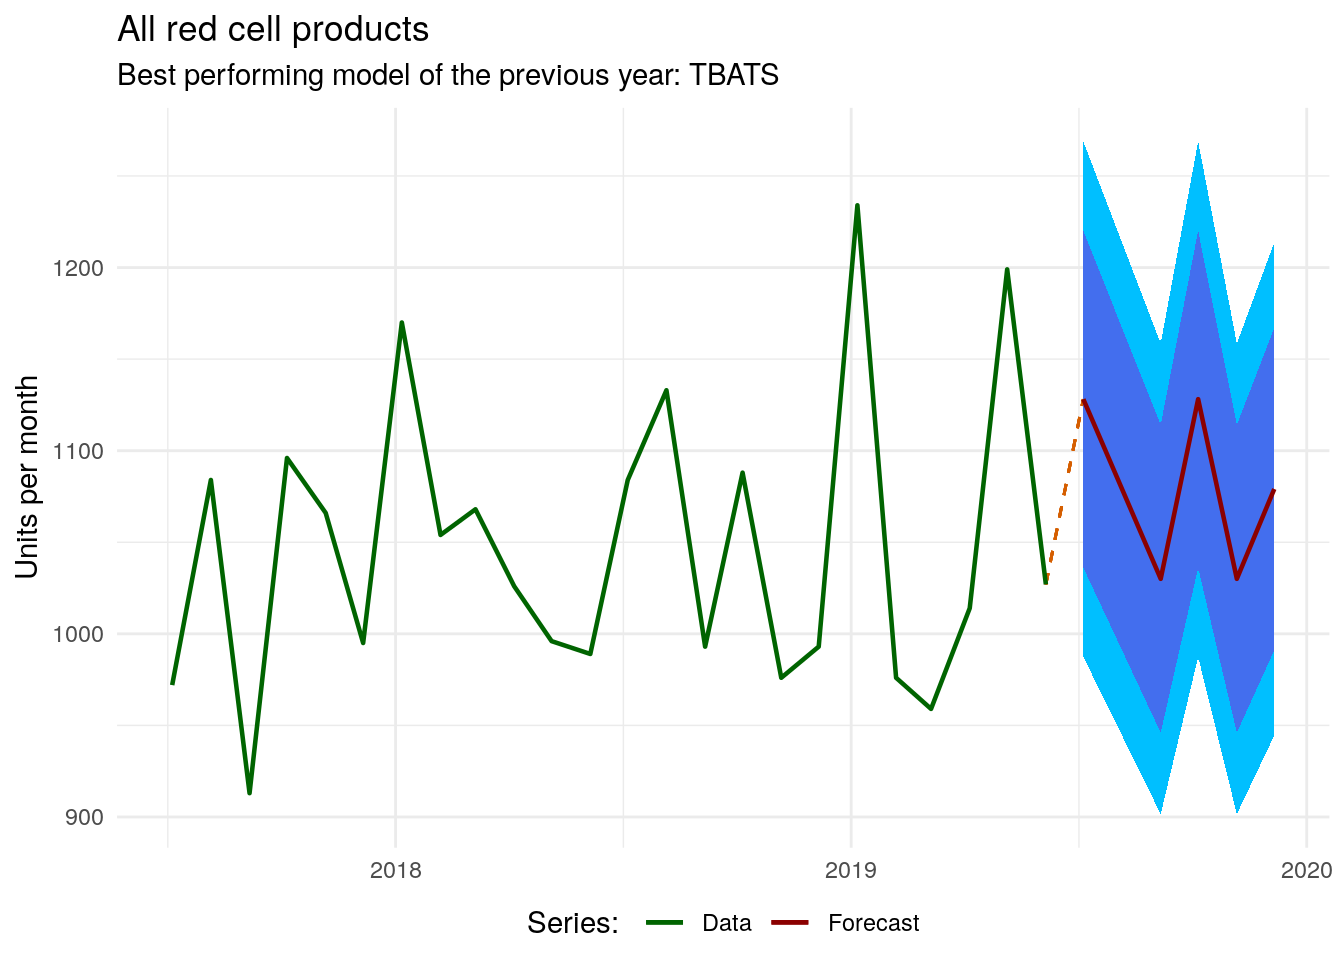 All red cell products
Best performing model of the previous year: TBATS
Units per month
1200
1100
1000
900
2018
2019
2020
Series:
Data
Forecast